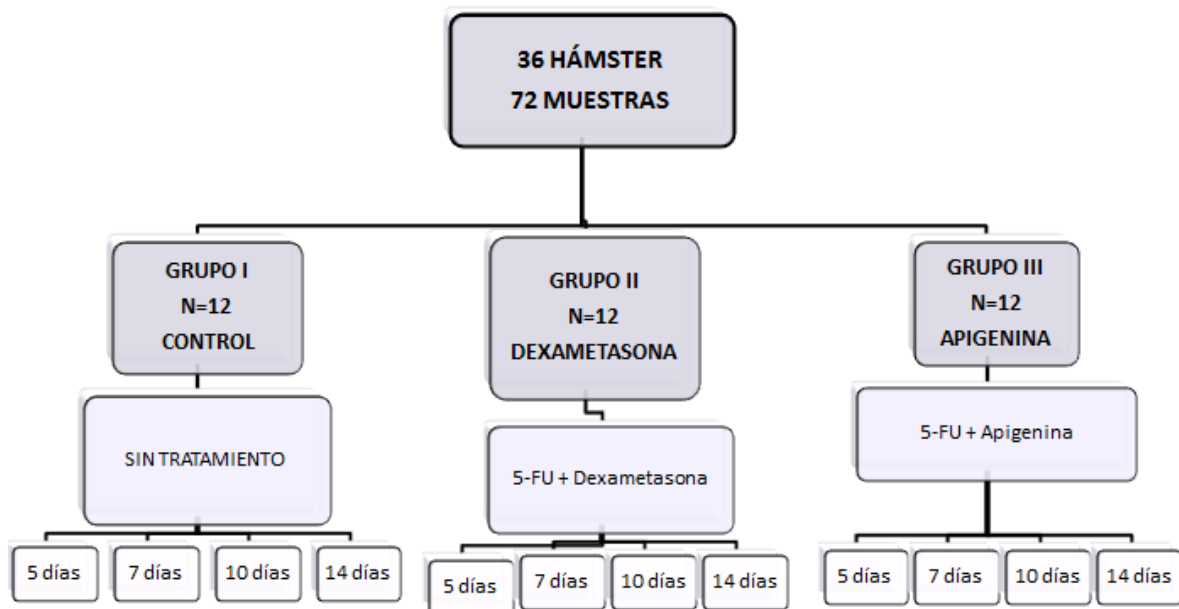 36 HÁMSTER
72 MUESTRAS
GRUPO I
N=12
CONTROL
GRUPO II
N=12
DEXAMETASONA
GRUPO III
N=12
APIGENINA
SIN TRATAMIENTO
5-FU + Dexametasona
5-FU + Apigenina
5 días
7 días
10 días
14 días
5 días
7 días
10 días
14 días
5 días
7 días
10 días
14 días